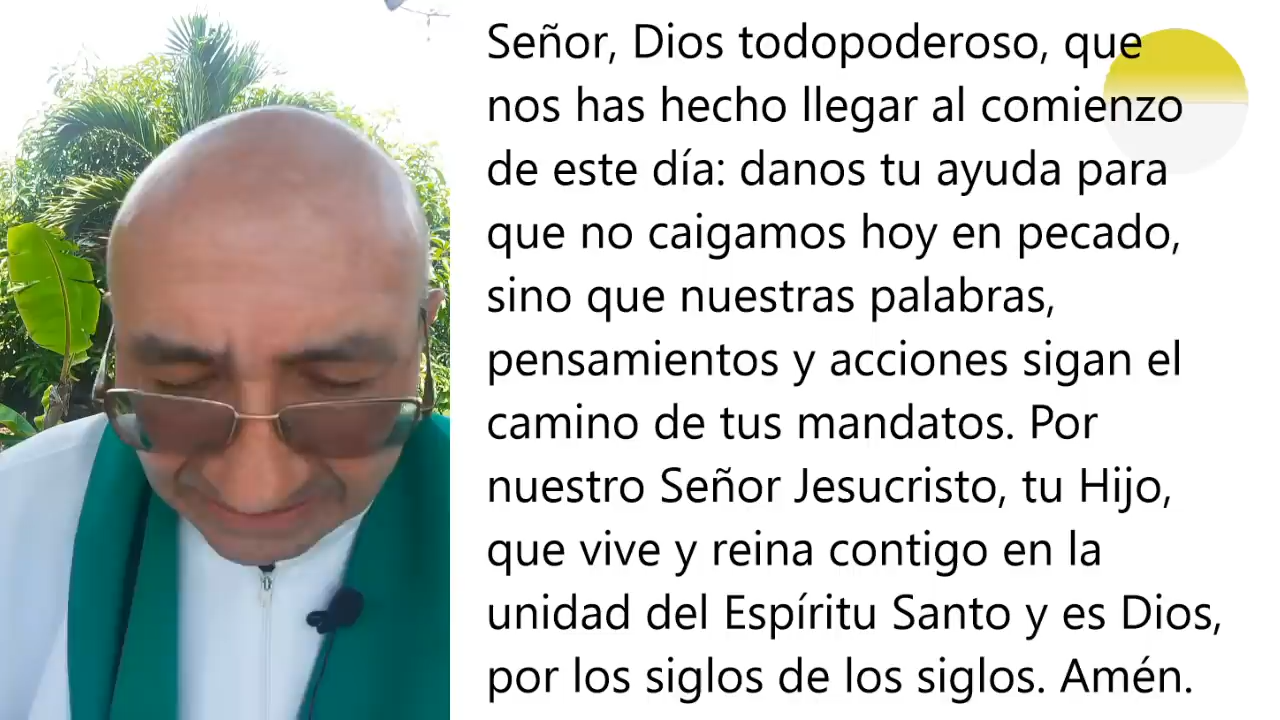 Señor, Dios todopoderoso, que
nos has hecho llegar al comienzo
de este día: danos tu ayuda para
que no caigamos hoy en pecado,
sino que nuestras palabras,
pensamientos y acciones sigan el
camino de tus mandatos. Por
nuestro Señor Jesucristo, tu Hijo,
que vive y reina contigo en la
unidad del Espíritu Santo y es Dios,
por los siglos de los siglos. Amén.